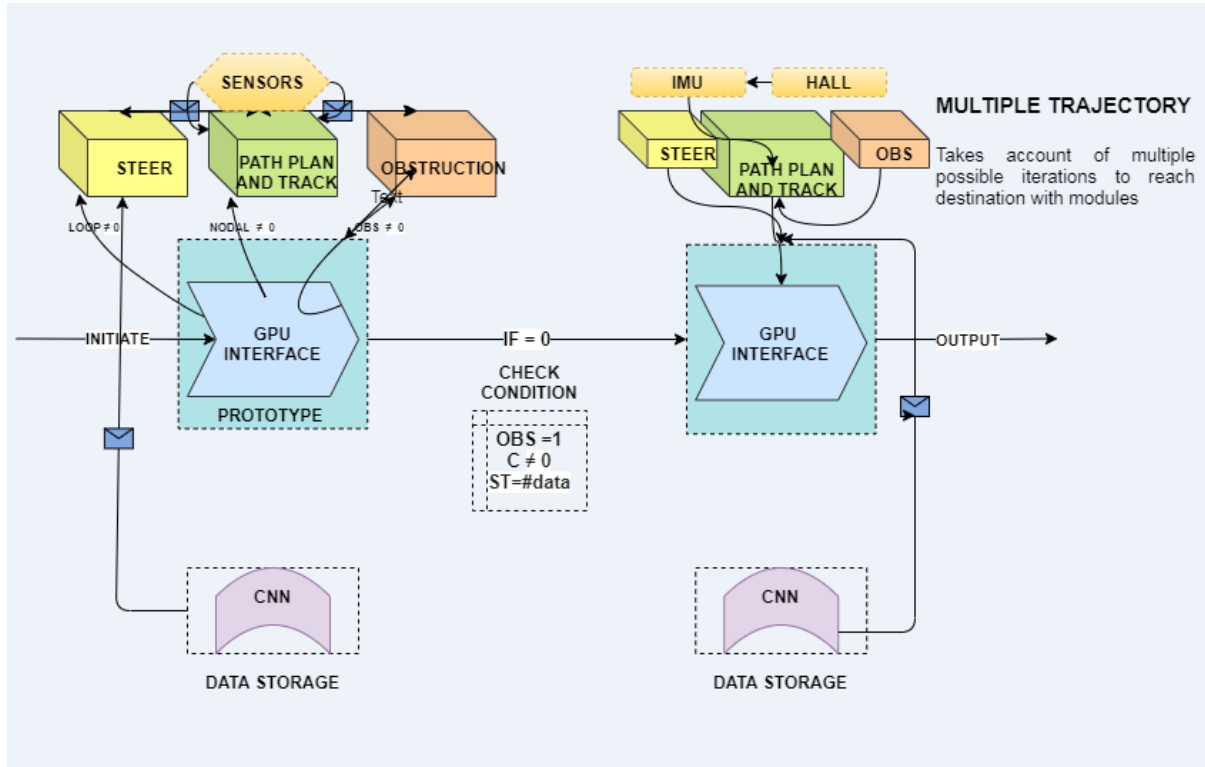 SENSORS
STEER
PATH PLAN
AND TRACK
OBSTRUCTION
LOOP ≠ 0
NODAL ≠ 0
OBS ≠ 0
INITIATE
GPU
INTERFACE
PROTOTYPE
IF = 0
CHECK
CONDITION
OBS =1
C ≠ 0
ST=#data
CNN
DATA STORAGE
IMU
HALL
STEER
PATH PLAN
AND TRACK
OBS
MULTIPLE TRAJECTORY
Takes account of multiple
possible iterations to reach
destination with modules
GPU
INTERFACE
OUTPUT
CNN
DATA STORAGE